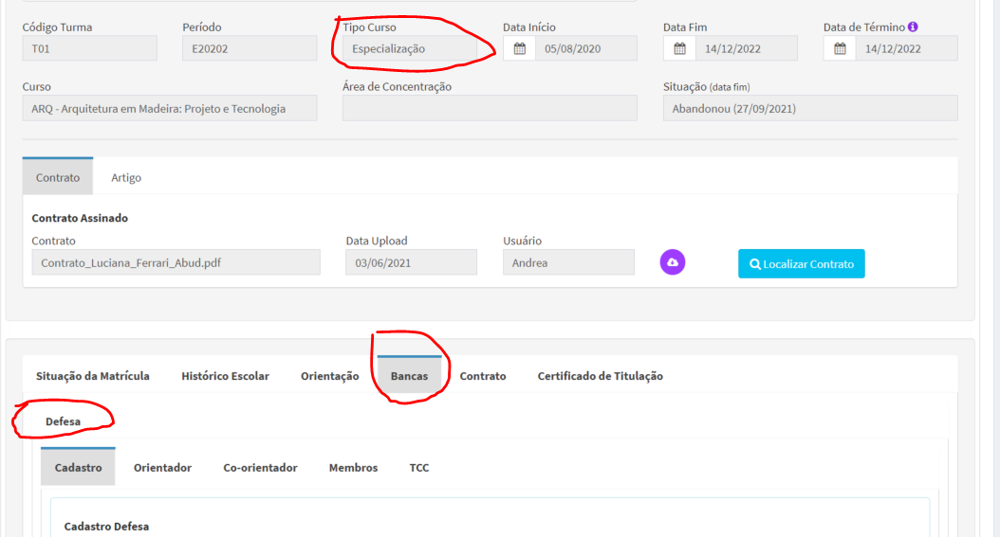 Código Turma Período Tipo Curso Data Início Data Fim Data de Término
T01 E20202 Especialização 05/08/2020 14/12/2022 14/12/2022
Curso Área de Concentração Situação (data fim)
ARQ - Arquitetura em Madeira: Projeto e Tecnologia Abandonou (27/09/2021)
Contrato Artigo
Contrato Assinado
Contrato Data Upload Usuário
Contrato_Luciana_Ferrari_Abud.pdf 03/06/2021 Andrea Localizar Contrato
Situação da Matrícula Histórico Escolar Orientação Bancas Contrato Certificado de Titulação
Defesa
Cadastro Orientador Co-orientador Membros TCC
Cadastro Defesa